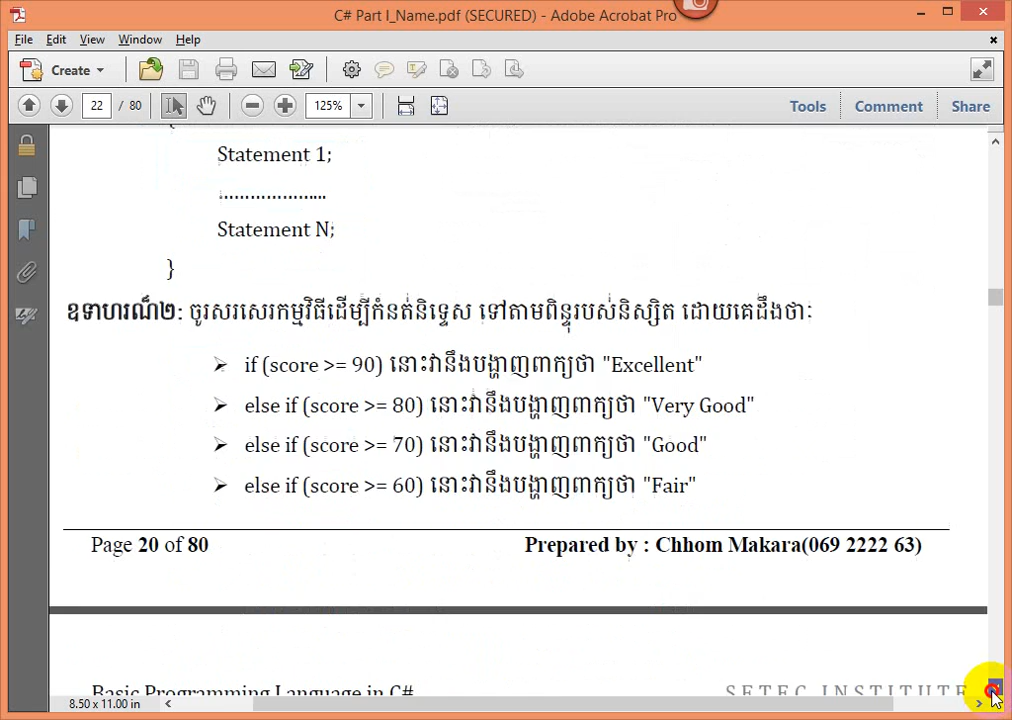 C# Part I_Name.pdf (SECURED) - Adobe Acrobat Pro
File Edit View Window Help
Create
22 / 80 125% Tools Comment Share
Statement 1;
......................
Statement N;
}
ឧទាហរណ៏២: ចូរសរសេរកម្មវិធីដើម្បីកំនត់និទ្ទេស ទៅតាមពិន្ទុរបស់និស្សិត ដោយគេដឹងថា:
➢ if (score >= 90) នោះវានឹងបង្ហាញពាក្យថា "Excellent"
➢ else if (score >= 80) នោះវានឹងបង្ហាញពាក្យថា "Very Good"
➢ else if (score >= 70) នោះវានឹងបង្ហាញពាក្យថា "Good"
➢ else if (score >= 60) នោះវានឹងបង្ហាញពាក្យថា "Fair"
Page 20 of 80 Prepared by : Chhom Makara(069 2222 63)
Basic Programming Language in C# SETEC INSTITUTE
8.50 x 11.00 in